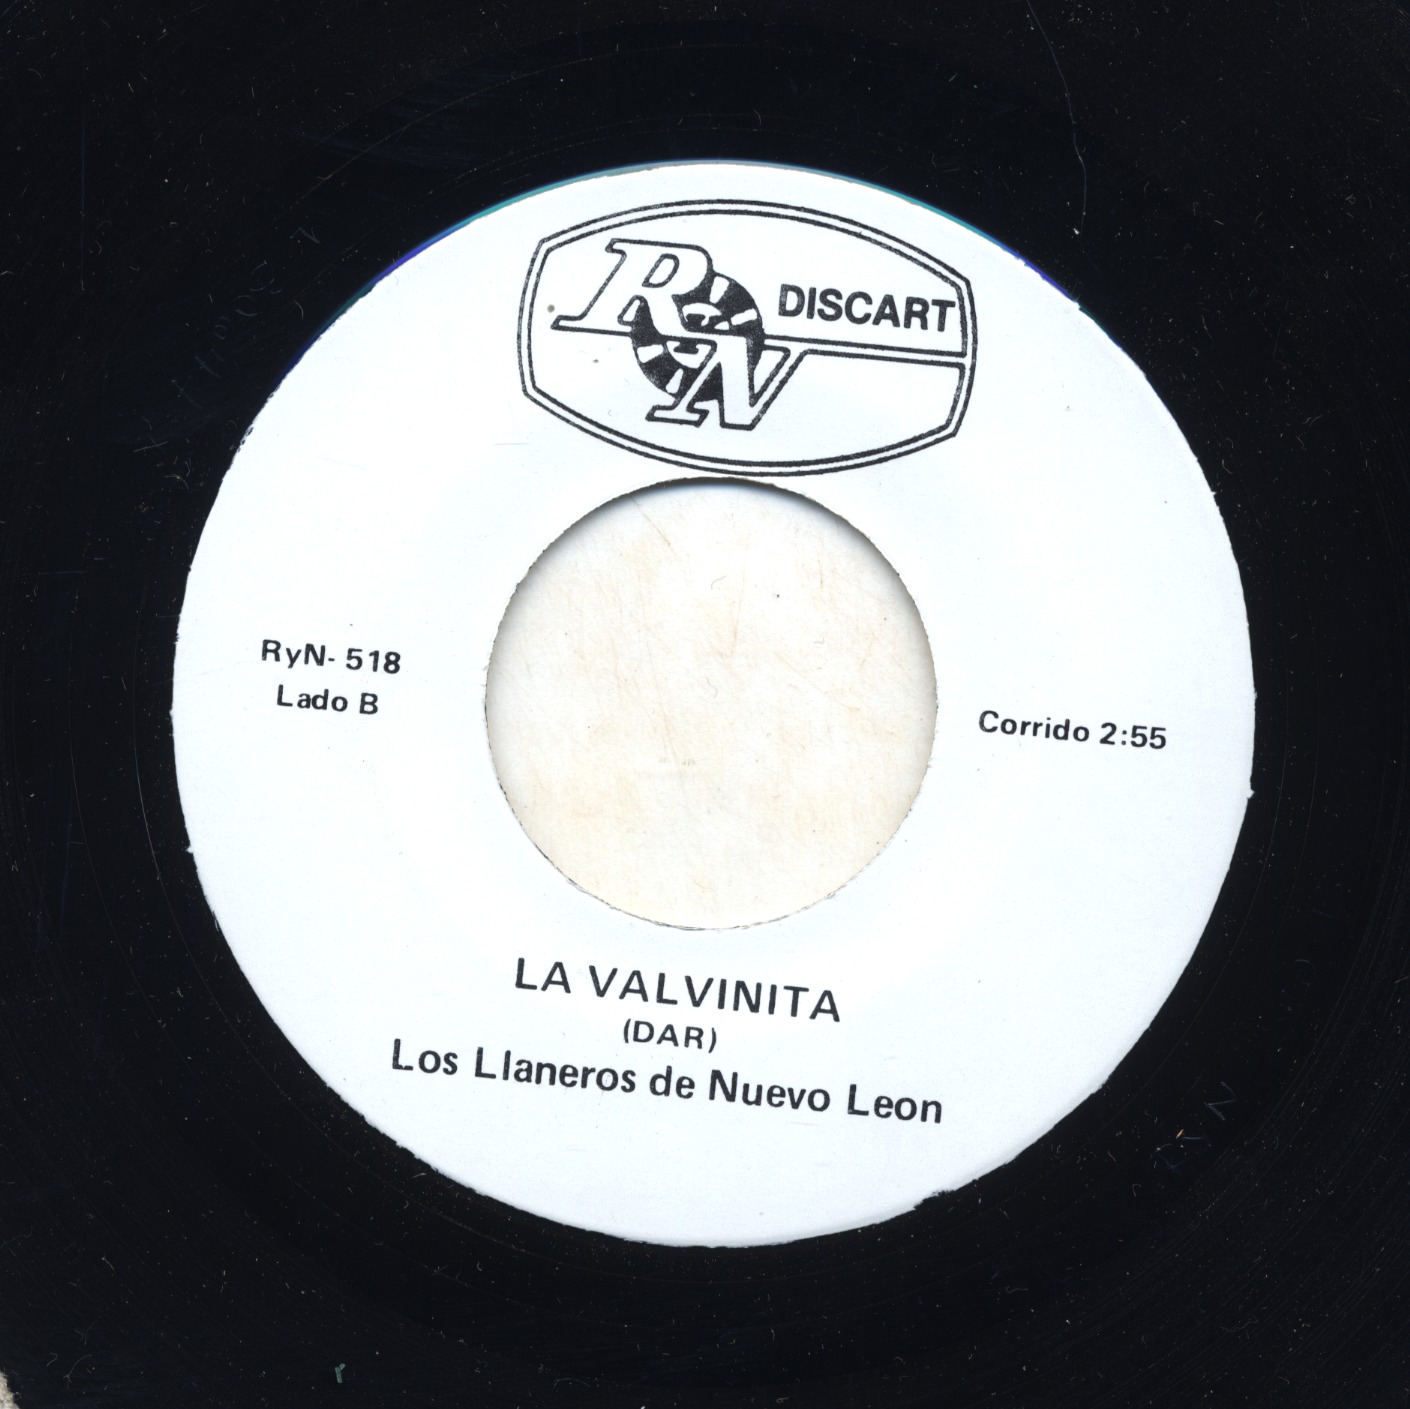 RyN DISCART
RyN- 518
Lado B
Corrido 2:55
LA VALVINITA
(DAR)
Los Llaneros de Nuevo Leon